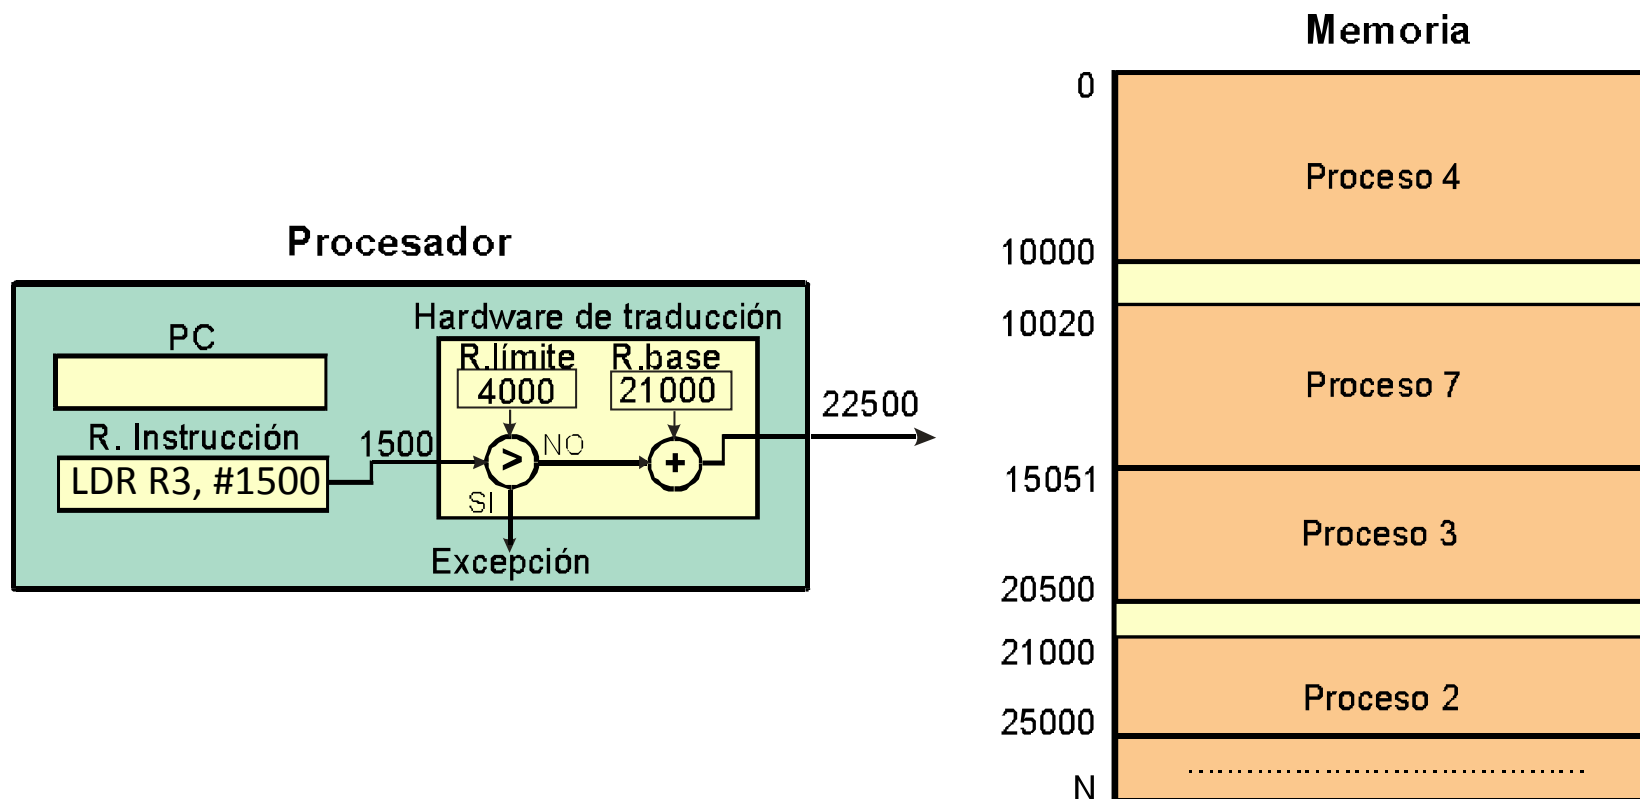 Memoria
0
Proceso 4
10000
10020
Proceso 7
15051
Proceso 3
20500
21000
Proceso 2
25000
N
Procesador
Hardware de traducción
PC
R.límite
R.base
4000
21000
22500
R. Instrucción
1500
>
NO
+
LDR R3, #1500
SI
Excepción